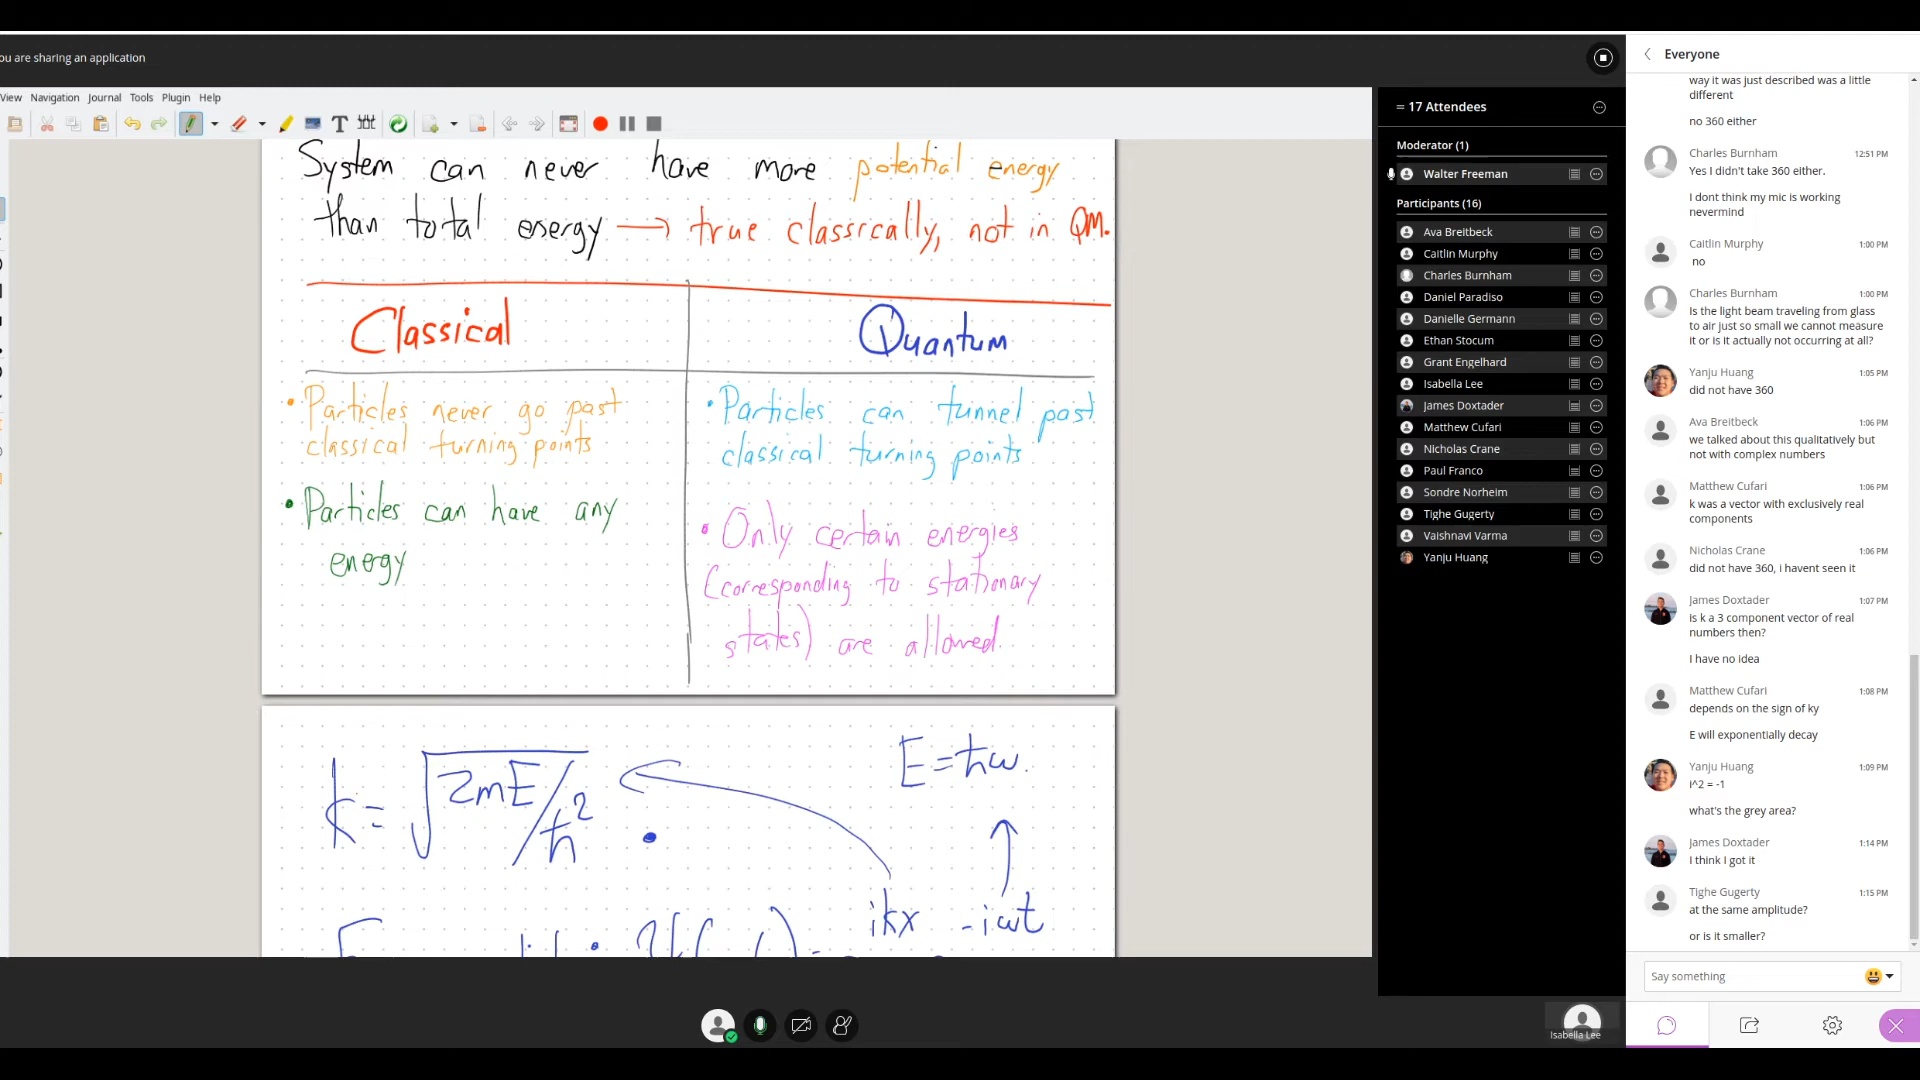 you are sharing an application
View Navigation Journal Tools Plugin Help
System can never have more potential energy
than total energy → true classically, not in QM.
Classical
Quantum
• Particles never go past
classical turning points
• Particles can have any
energy
• Particles can tunnel past
classical turning points
• Only certain energies
(corresponding to stationary
states) are allowed
k = √2mE/ħ²
E = ħω.
ikx - iωt
17 Attendees
Moderator (1)
Walter Freeman
Participants (16)
Ava Breitbeck
Caitlin Murphy
Charles Burnham
Daniel Paradiso
Danielle Germann
Ethan Stocum
Grant Engelhard
Isabella Lee
James Doxtader
Matthew Cufari
Nicholas Crane
Paul Franco
Sondre Norheim
Tighe Gugerty
Vaishnavi Varma
Yanju Huang
Isabella Lee
Everyone
way it was just described was a little
different
no 360 either
Charles Burnham 12:51 PM
Yes I didn't take 360 either.
I dont think my mic is working
nevermind
Caitlin Murphy 1:00 PM
no
Charles Burnham 1:00 PM
Is the light beam traveling from glass
to air just so small we cannot measure
it or is it actually not occurring at all?
Yanju Huang 1:05 PM
did not have 360
Ava Breitbeck 1:06 PM
we talked about this qualitatively but
not with complex numbers
Matthew Cufari 1:06 PM
k was a vector with exclusively real
components
Nicholas Crane 1:06 PM
did not have 360, i havent seen it
James Doxtader 1:07 PM
is k a 3 component vector of real
numbers then?
I have no idea
Matthew Cufari 1:08 PM
depends on the sign of ky
E will exponentially decay
Yanju Huang 1:09 PM
i^2 = -1
what's the grey area?
James Doxtader 1:14 PM
I think I got it
Tighe Gugerty 1:15 PM
at the same amplitude?
or is it smaller?
Say something